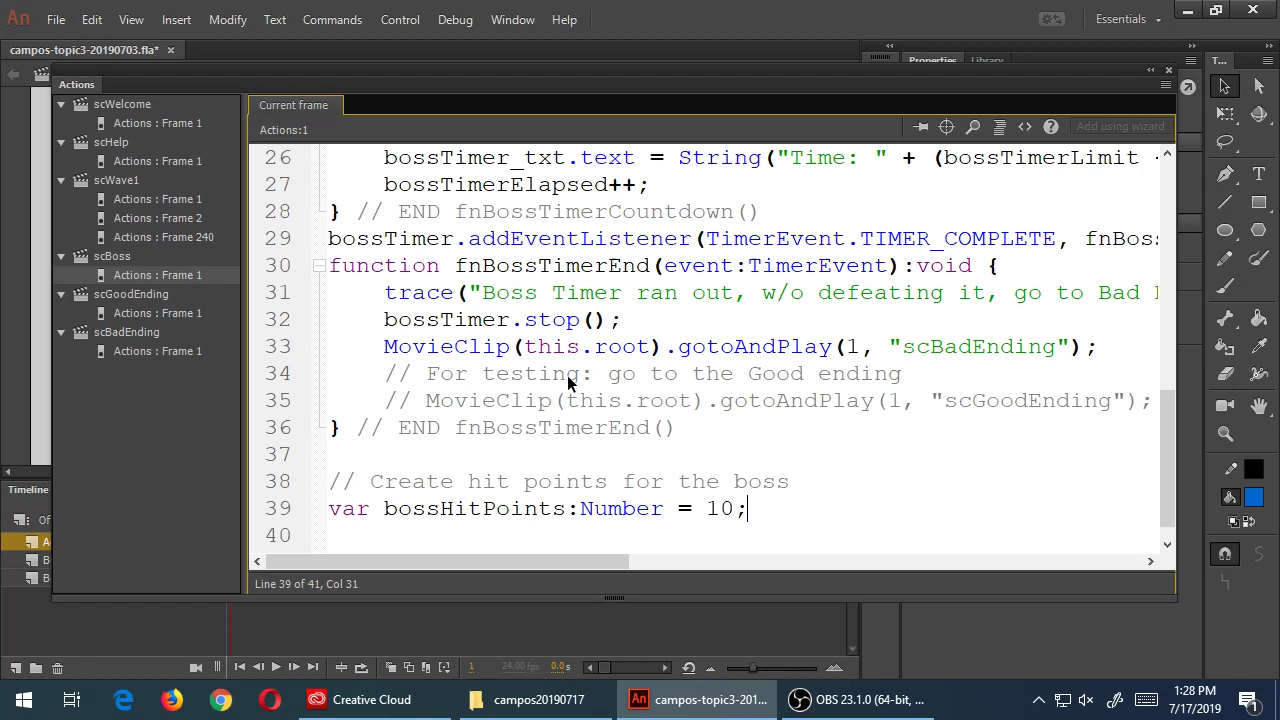 An File Edit View Insert Modify Text Commands Control Debug Window Help Essentials
campos-topic3-20190703.fla* ×
Properties Library
T...
Actions
scWelcome
Actions : Frame 1
scHelp
Actions : Frame 1
scWave1
Actions : Frame 1
Actions : Frame 2
Actions : Frame 240
scBoss
Actions : Frame 1
scGoodEnding
Actions : Frame 1
scBadEnding
Actions : Frame 1
Current frame
Actions:1
Add using wizard
26 bossTimer_txt.text = String("Time: " + (bossTimerLimit -
27 bossTimerElapsed++;
28 } // END fnBossTimerCountdown()
29 bossTimer.addEventListener(TimerEvent.TIMER_COMPLETE, fnBos
30 function fnBossTimerEnd(event:TimerEvent):void {
31 trace("Boss Timer ran out, w/o defeating it, go to Bad
32 bossTimer.stop();
33 MovieClip(this.root).gotoAndPlay(1, "scBadEnding");
34 // For testing: go to the Good ending
35 // MovieClip(this.root).gotoAndPlay(1, "scGoodEnding");
36 } // END fnBossTimerEnd()
37
38 // Create hit points for the boss
39 var bossHitPoints:Number = 10;
40
Line 39 of 41, Col 31
Timeline
Of
A
B
B
1 24.00 fps 0.0 s
Creative Cloud
campos20190717
An campos-topic3-201...
OBS 23.1.0 (64-bit, ...
1:28 PM
7/17/2019
1